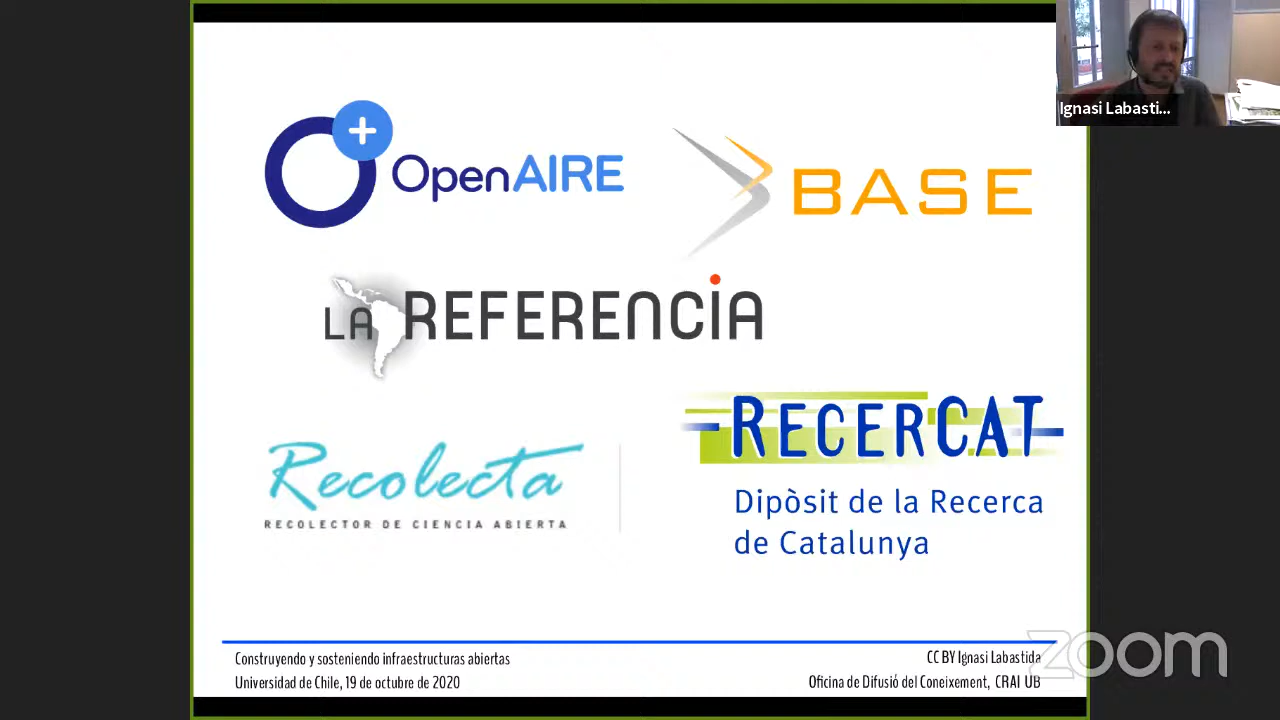 Ignasi Labasti...
OpenAIRE
BASE
LA REFERENCIA
RECERCAT
Dipòsit de la Recerca
de Catalunya
Recolecta
RECOLECTOR DE CIENCIA ABIERTA
Construyendo y sosteniendo infraestructuras abiertas
Universidad de Chile, 19 de octubre de 2020
CC BY Ignasi Labastida
Oficina de Difusió del Coneixement, CRAI UB
zoom